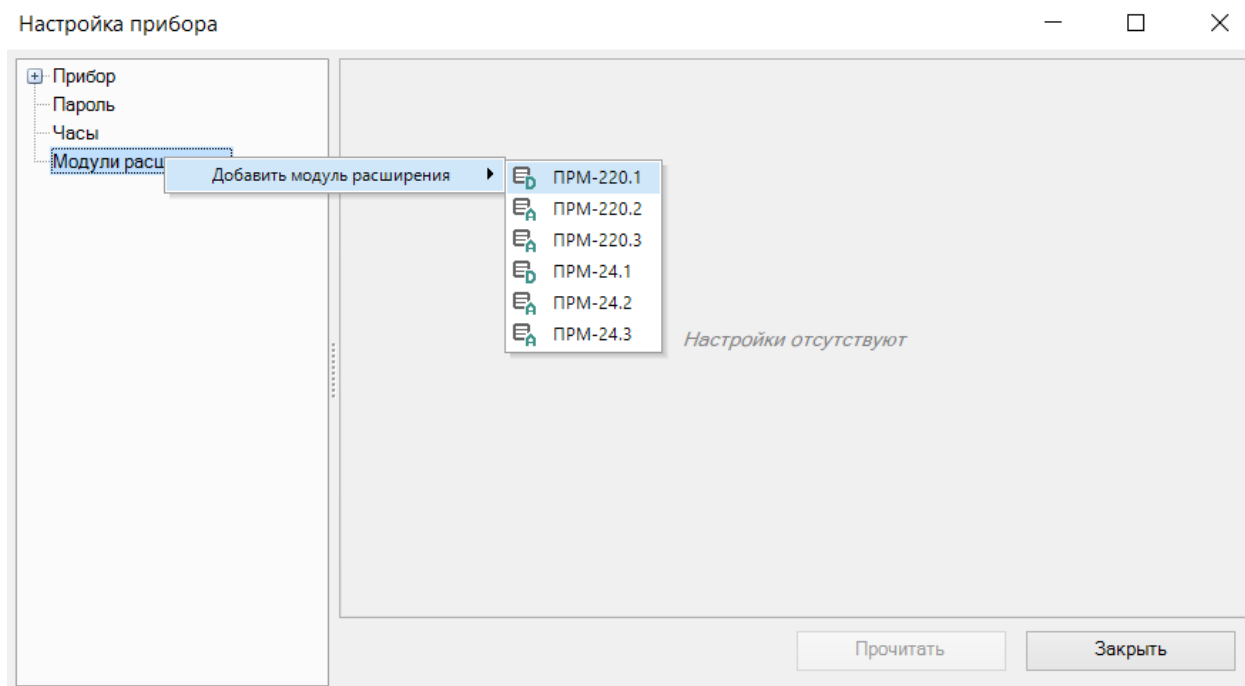 Настройка прибора
Прибор
Пароль
Часы
Модули
Добавить модуль расширения
ПРМ-220.1
ПРМ-220.2
ПРМ-220.3
ПРМ-24.1
ПРМ-24.2
ПРМ-24.3
Настройки отсутствуют
Прочитать
Закрыть